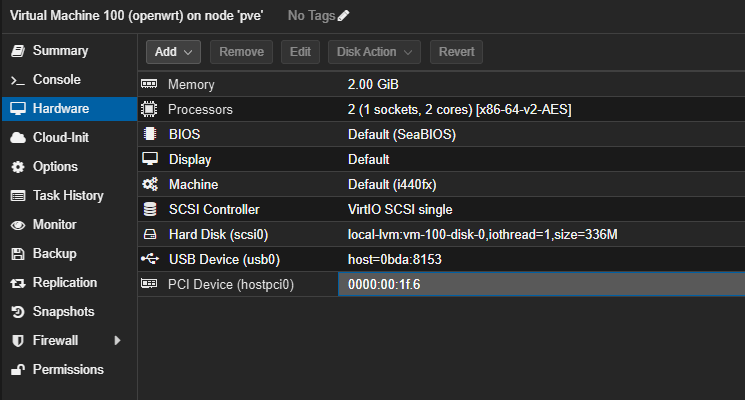 Virtual Machine 100 (openwrt) on node 'pve' No Tags
Summary
Console
Hardware
Cloud-Init
Options
Task History
Monitor
Backup
Replication
Snapshots
Firewall
Permissions
Add Remove Edit Disk Action Revert
Memory 2.00 GiB
Processors 2 (1 sockets, 2 cores) [x86-64-v2-AES]
BIOS Default (SeaBIOS)
Display Default
Machine Default (i440fx)
SCSI Controller VirtIO SCSI single
Hard Disk (scsi0) local-lvm:vm-100-disk-0,iothread=1,size=336M
USB Device (usb0) host=0bda:8153
PCI Device (hostpci0) 0000:00:1f.6